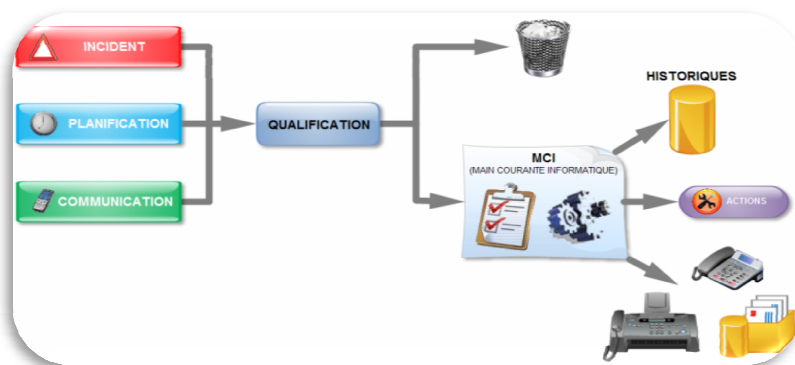 INCIDENT
PLANIFICATION
COMMUNICATION
QUALIFICATION
HISTORIQUES
MCI
(MAIN COURANTE INFORMATIQUE)
ACTIONS